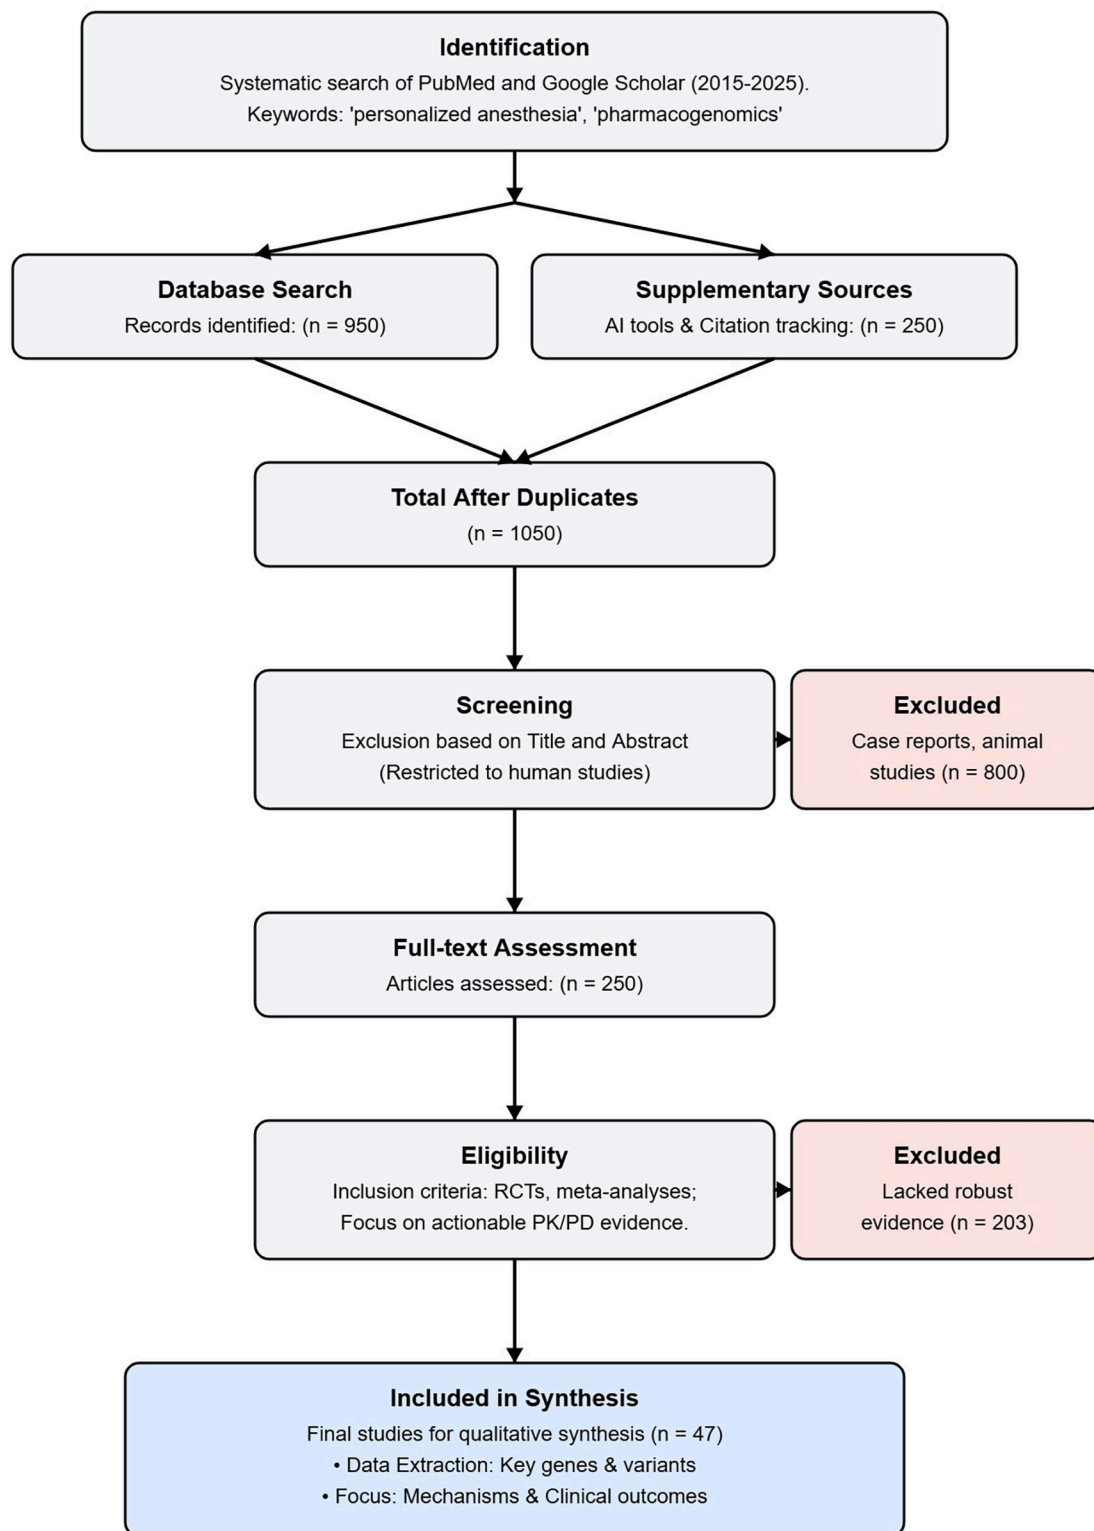 Identification
Systematic search of PubMed and Google Scholar (2015-2025).
Keywords: 'personalized anesthesia', 'pharmacogenomics'
Database Search
Records identified: (n = 950)
Supplementary Sources
AI tools & Citation tracking: (n = 250)
Total After Duplicates
(n = 1050)
Screening
Exclusion based on Title and Abstract
(Restricted to human studies)
Excluded
Case reports, animal
studies (n = 800)
Full-text Assessment
Articles assessed: (n = 250)
Eligibility
Inclusion criteria: RCTs, meta-analyses;
Focus on actionable PK/PD evidence.
Excluded
Lacked robust
evidence (n = 203)
Included in Synthesis
Final studies for qualitative synthesis (n = 47)
• Data Extraction: Key genes & variants
• Focus: Mechanisms & Clinical outcomes